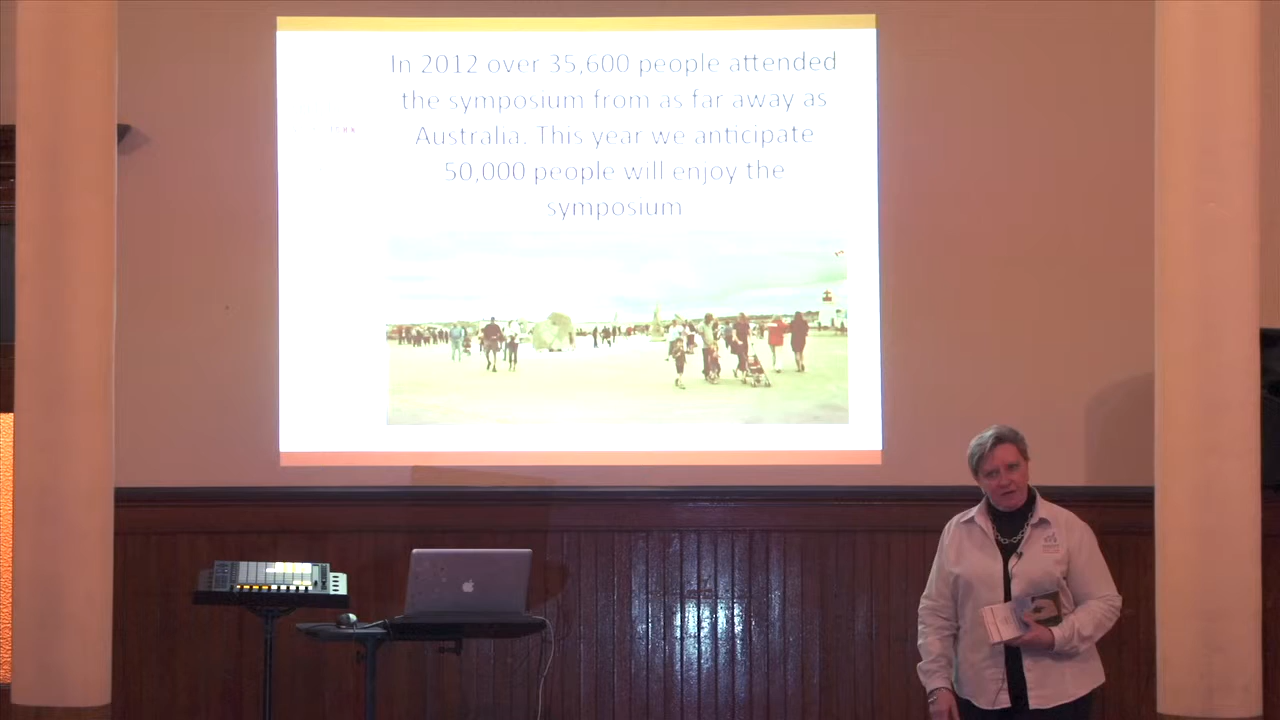 In 2012 over 35,600 people attended
the symposium from as far away as
Australia. This year we anticipate
50,000 people will enjoy the
symposium